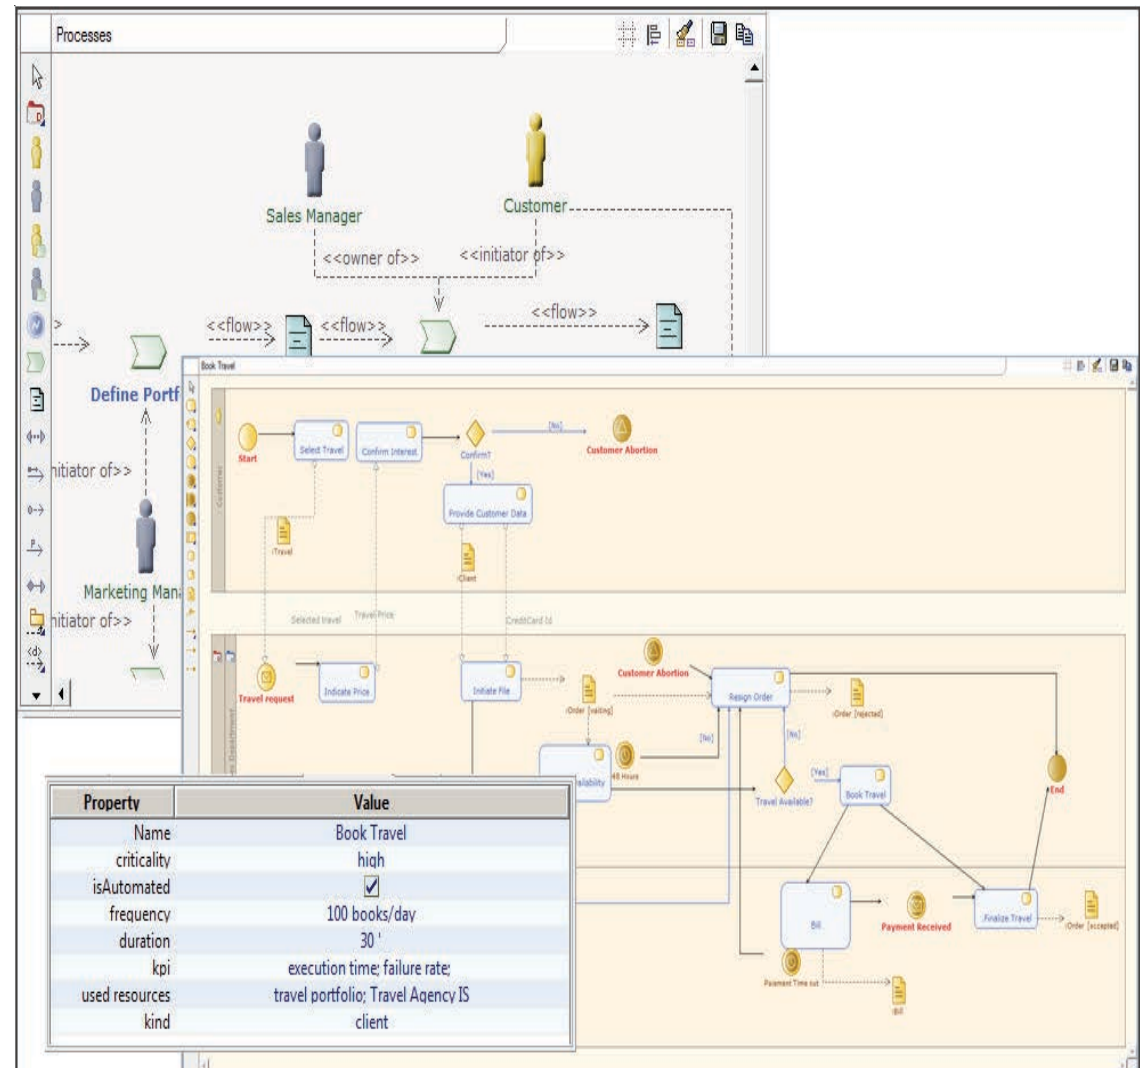 Processes
Sales Manager
Customer
<<owner of>>
<<initiator of>>
<<flow>>
<<flow>>
<<flow>>
>
Define Portf
nitiator of>>
Marketing Man
nitiator of>>
Book Travel
Customer
Start
Select Travel
Confirm Interest
Confirm?
[No]
Customer Abortion
[Yes]
Provide Customer Data
:Travel
:Client
Selected travel
Travel Price
CreditCard Id
Travel request
Indicate Price
Initiate File
:Order [waiting]
Customer Abortion
Resign Order
:Order [rejected]
[No]
[No]
ailability
48 Hours
Travel Available?
[Yes]
Book Travel
End
Bill
Payment Received
Finalize Travel
:Order [accepted]
Paiement Time out
:Bill
Property Value
Name Book Travel
criticality high
isAutomated
frequency 100 books/day
duration 30 '
kpi execution time; failure rate;
used resources travel portfolio; Travel Agency IS
kind client